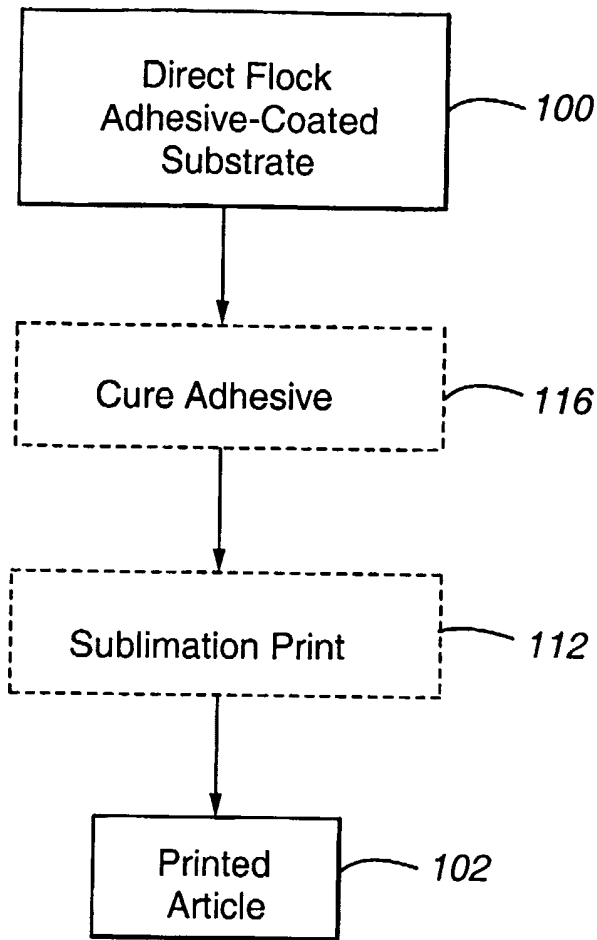 Direct Flock
Adhesive-Coated
Substrate
100
Cure Adhesive
116
Sublimation Print
112
Printed
Article
102